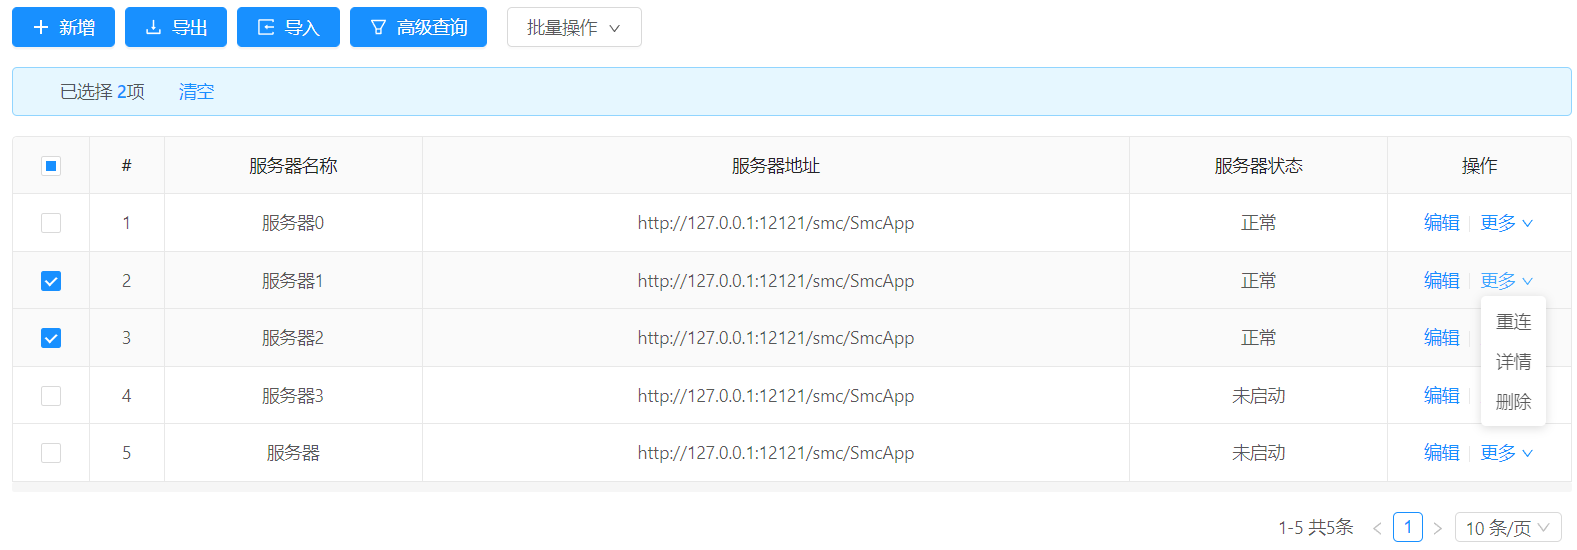 新增 导出 导入 高级查询 批量操作
已选择 2项 清空
# 服务器名称 服务器地址 服务器状态 操作
1 服务器0 http://127.0.0.1:12121/smc/SmcApp 正常 编辑 更多
2 服务器1 http://127.0.0.1:12121/smc/SmcApp 正常 编辑 更多
重连
3 服务器2 http://127.0.0.1:12121/smc/SmcApp 正常 编辑
详情
4 服务器3 http://127.0.0.1:12121/smc/SmcApp 未启动 编辑
删除
5 服务器 http://127.0.0.1:12121/smc/SmcApp 未启动 编辑 更多
1-5 共5条 < 1 > 10 条/页